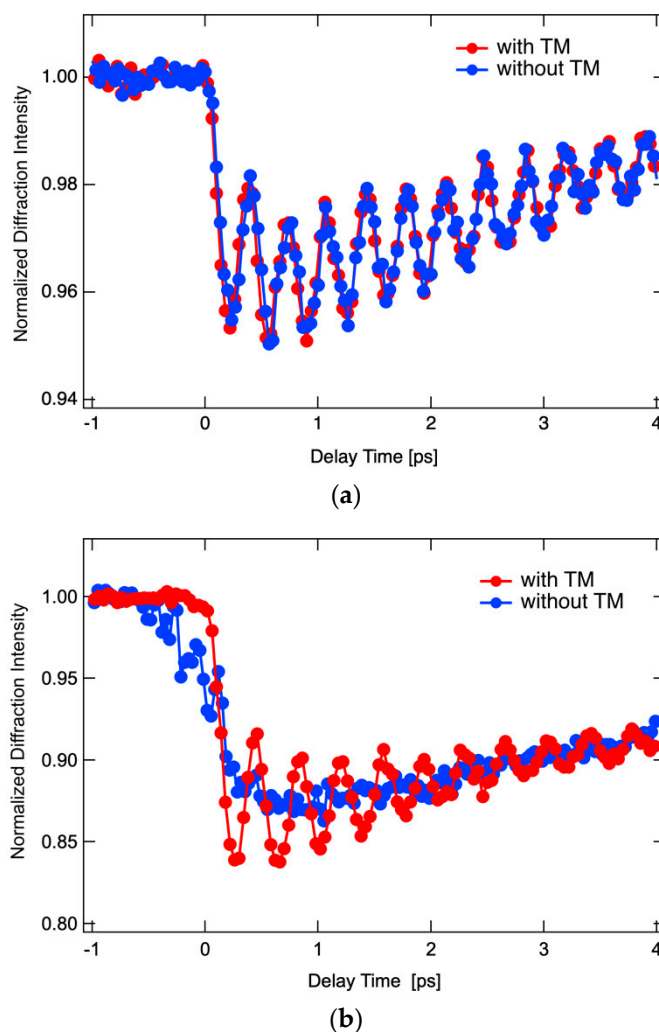 with TM
without TM
Normalized Diffraction Intensity
1.00
0.98
0.96
0.94
-1 0 1 2 3 4
Delay Time [ps]
(a)
with TM
without TM
Normalized Diffraction Intensity
1.00
0.95
0.90
0.85
0.80
-1 0 1 2 3 4
Delay Time [ps]
(b)